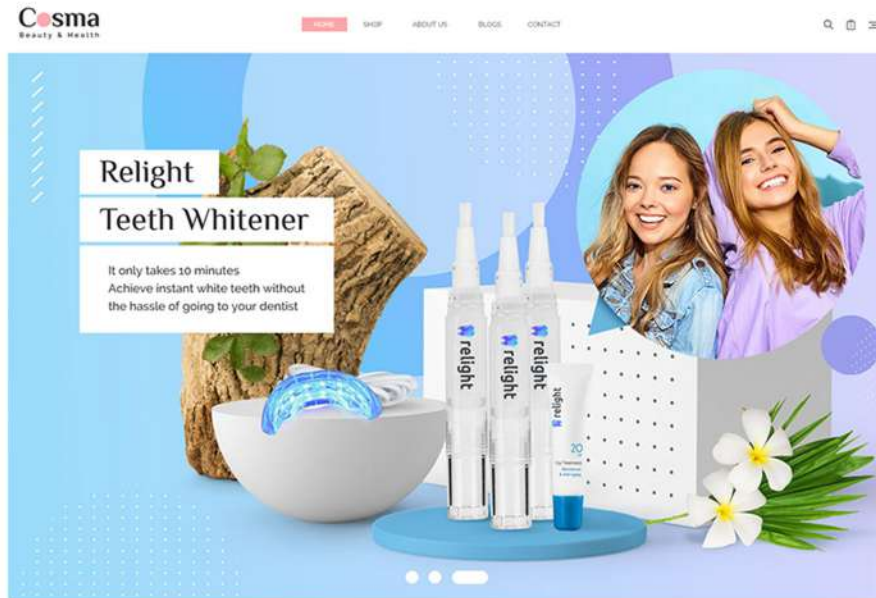 Cosma
Beauty & Health
HOME
SHOP
ABOUT US
BLOGS
CONTACT
Relight
Teeth Whitener
It only takes 10 minutes
Achieve instant white teeth without
the hassle of going to your dentist
relight
relight
relight
relight
20